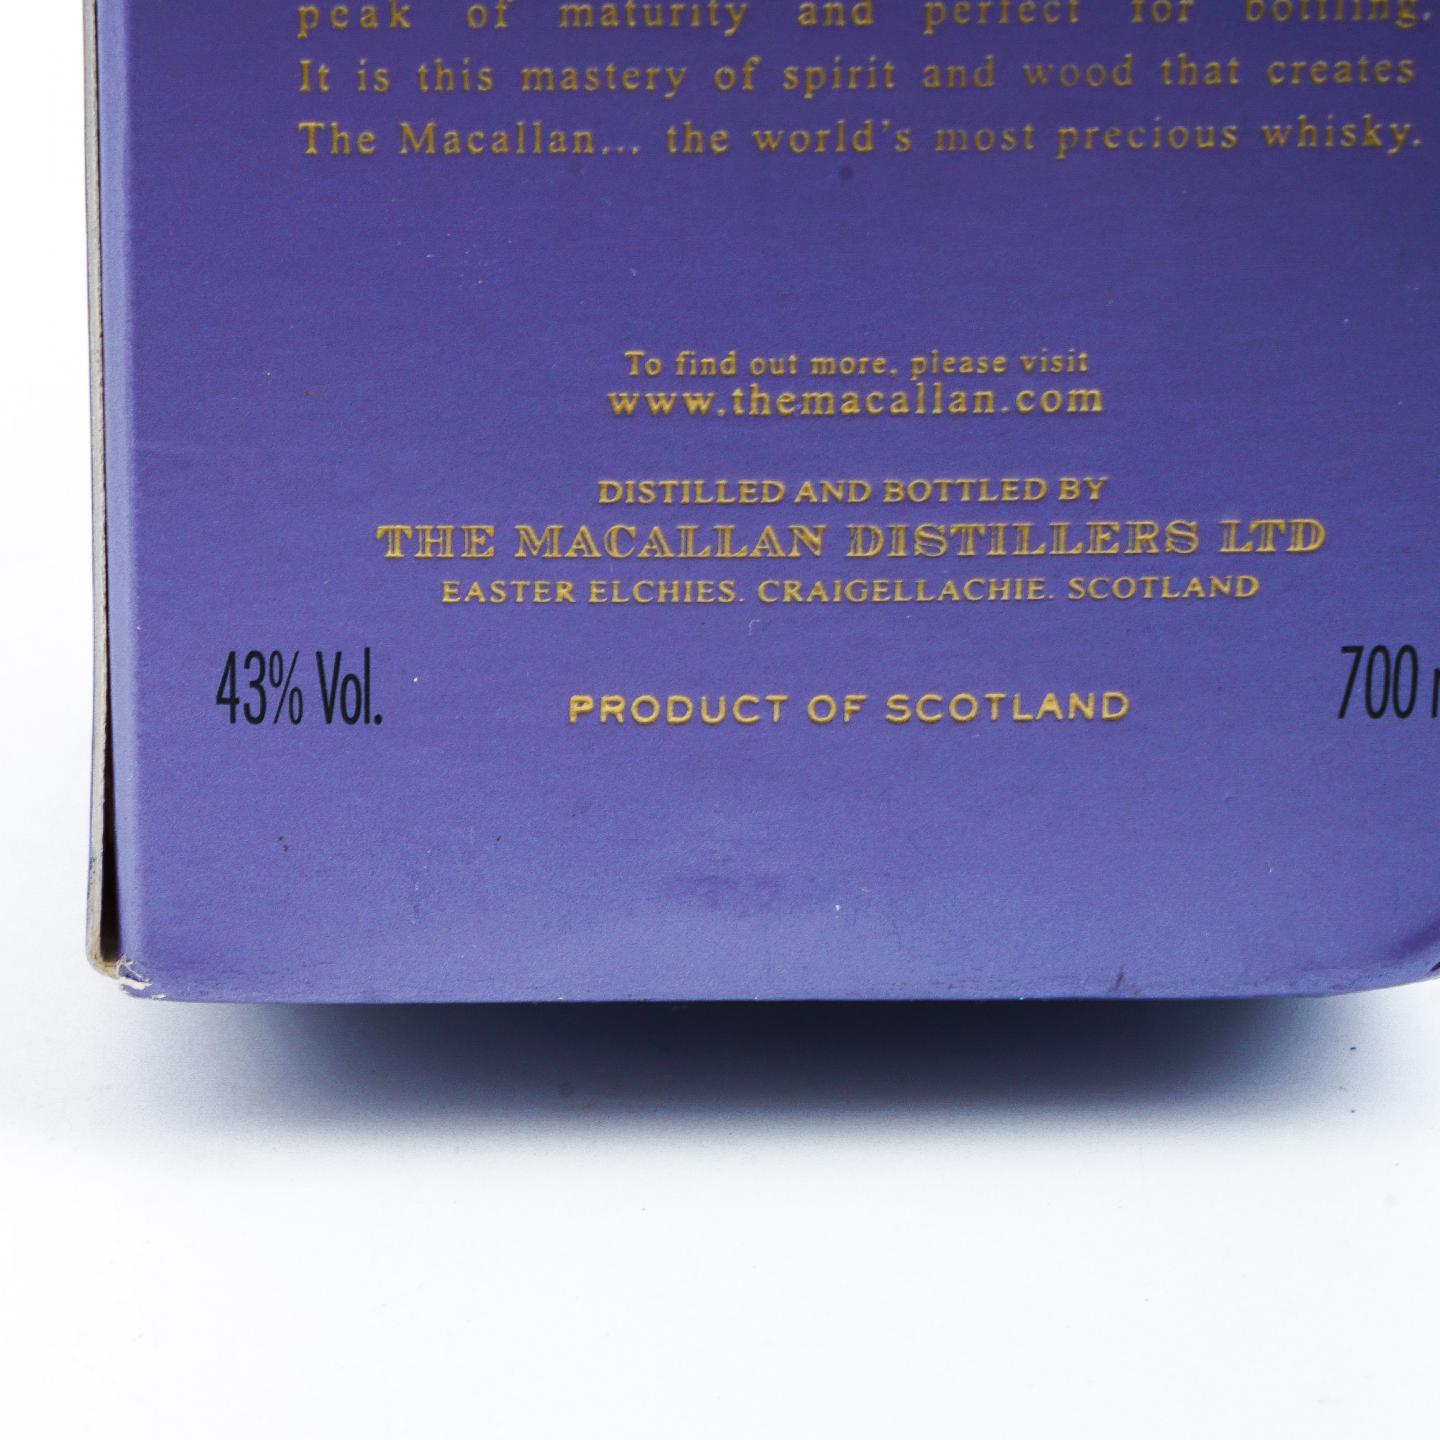 peak of maturity and perfect for bottling.
It is this mastery of spirit and wood that creates
The Macallan... the world's most precious whisky.
To find out more, please visit
www.themacallan.com
DISTILLED AND BOTTLED BY
THE MACALLAN DISTILLERS LTD
EASTER ELCHIES. CRAIGELLACHIE. SCOTLAND
43% Vol. PRODUCT OF SCOTLAND 700